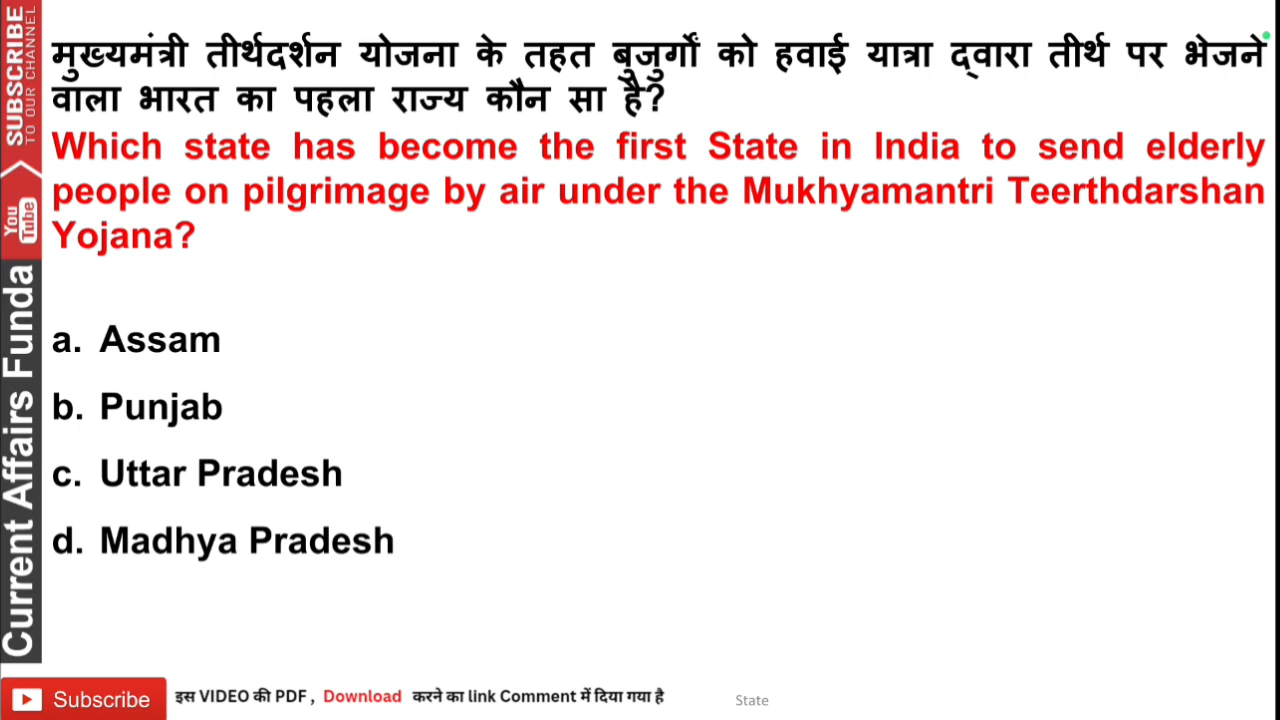 मुख्यमंत्री तीर्थदर्शन योजना के तहत बुजुर्गों को हवाई यात्रा द्वारा तीर्थ पर भेजने
वाला भारत का पहला राज्य कौन सा है?
Which state has become the first State in India to send elderly
people on pilgrimage by air under the Mukhyamantri Teerthdarshan
Yojana?
a. Assam
b. Punjab
c. Uttar Pradesh
d. Madhya Pradesh
SUBSCRIBE
TO OUR CHANNEL
You
Tube
Current Affairs Funda
Subscribe
इस VIDEO की PDF , Download करने का link Comment में दिया गया है
State